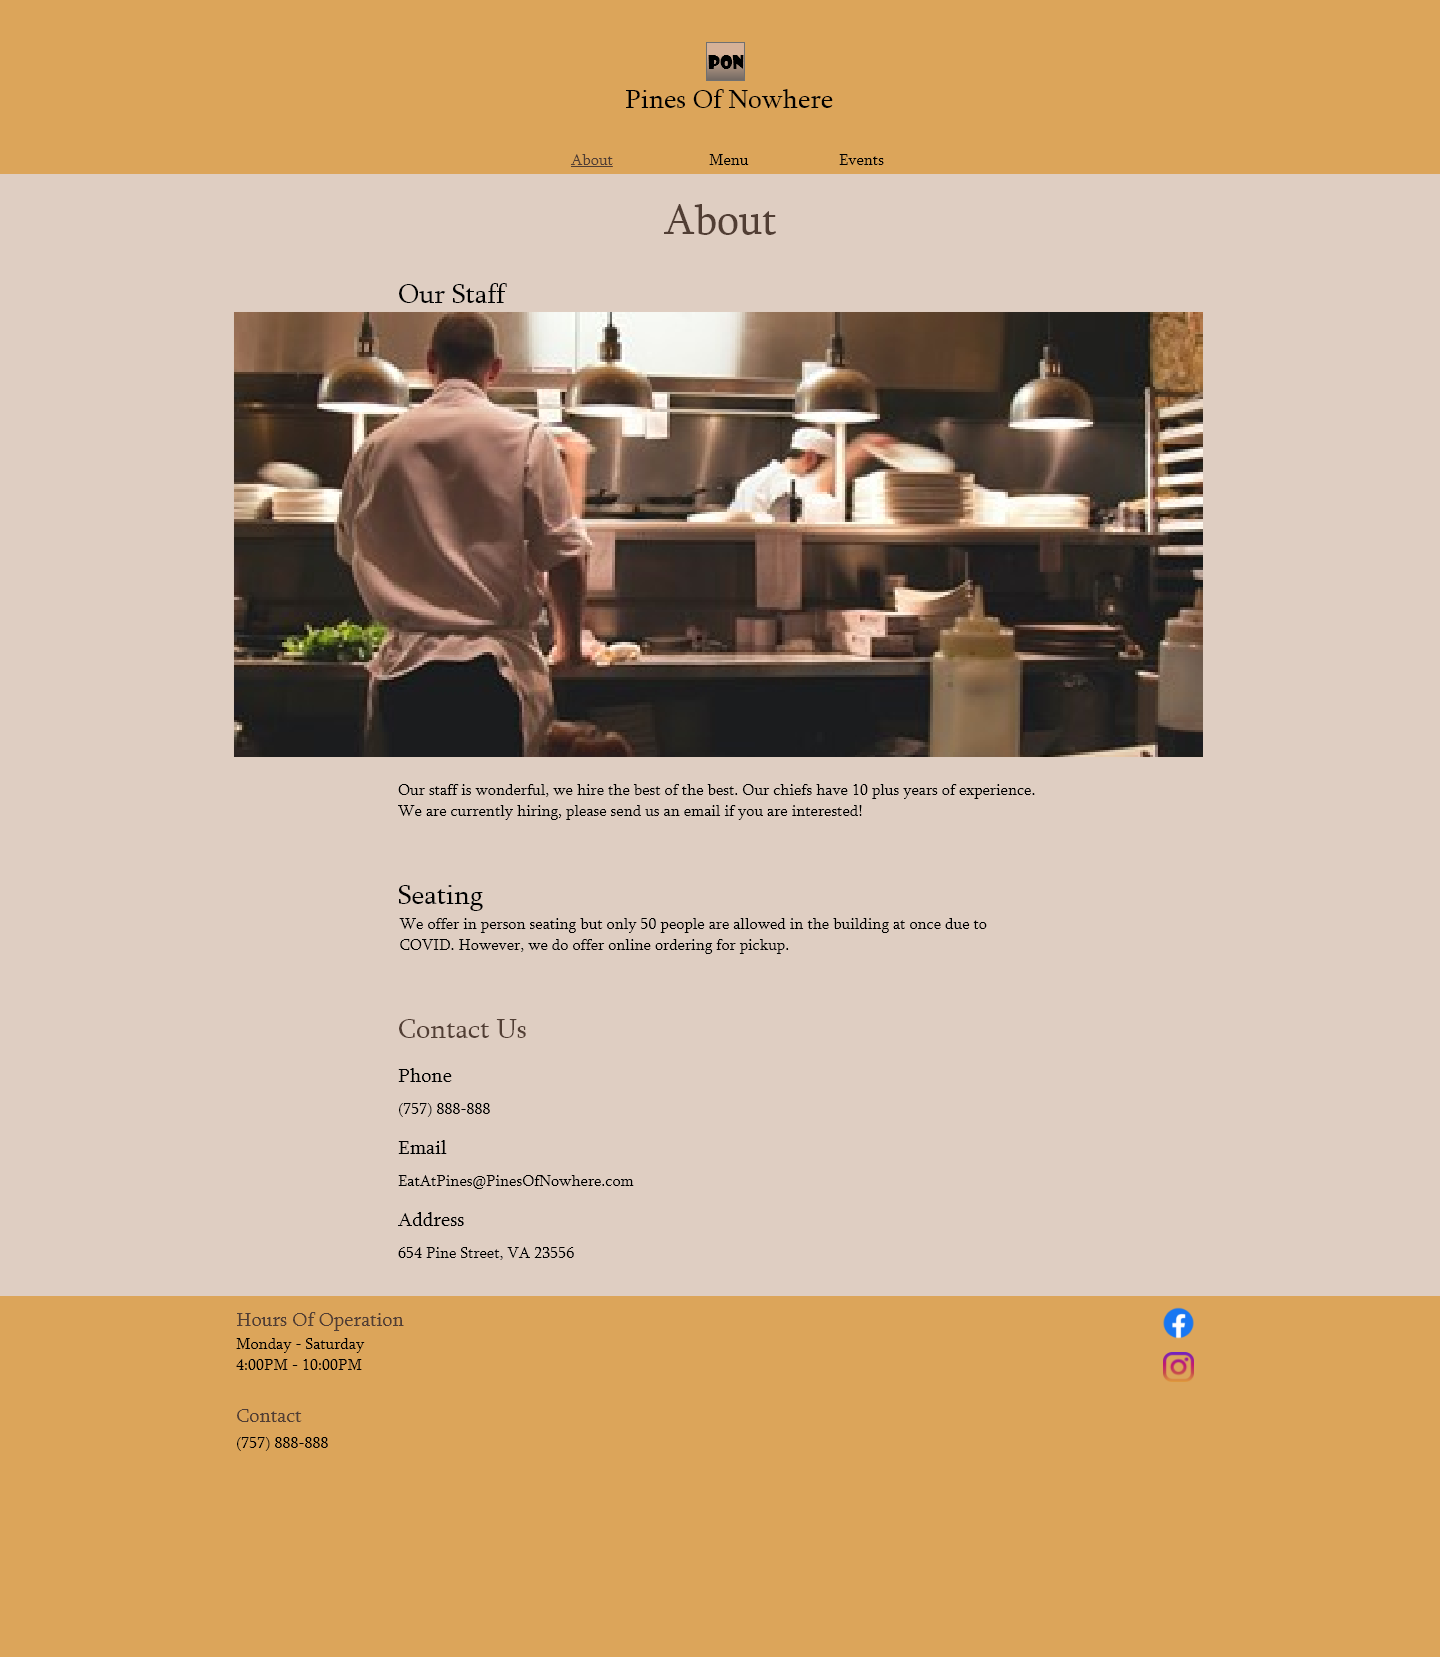 PON
Pines Of Nowhere
About
Menu
Events
About
Our Staff
Our staff is wonderful, we hire the best of the best. Our chiefs have 10 plus years of experience.
We are currently hiring, please send us an email if you are interested!
Seating
We offer in person seating but only 50 people are allowed in the building at once due to
COVID. However, we do offer online ordering for pickup.
Contact Us
Phone
(757) 888-888
Email
EatAtPines@PinesOfNowhere.com
Address
654 Pine Street, VA 23556
Hours Of Operation
Monday - Saturday
4:00PM - 10:00PM
Contact
(757) 888-888